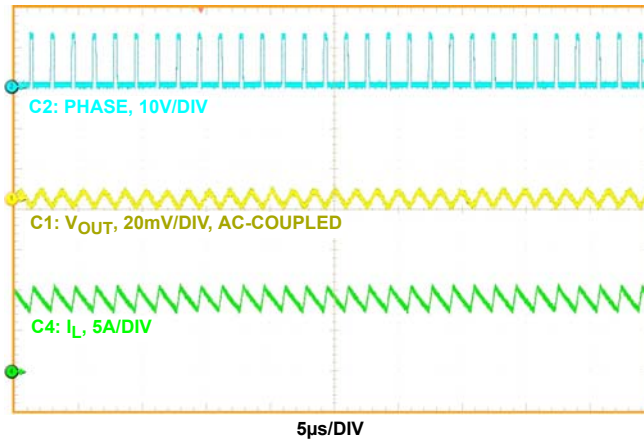 C2: PHASE, 10V/DIV
C1: VOUT, 20mV/DIV, AC-COUPLED
C4: IL, 5A/DIV
5µs/DIV